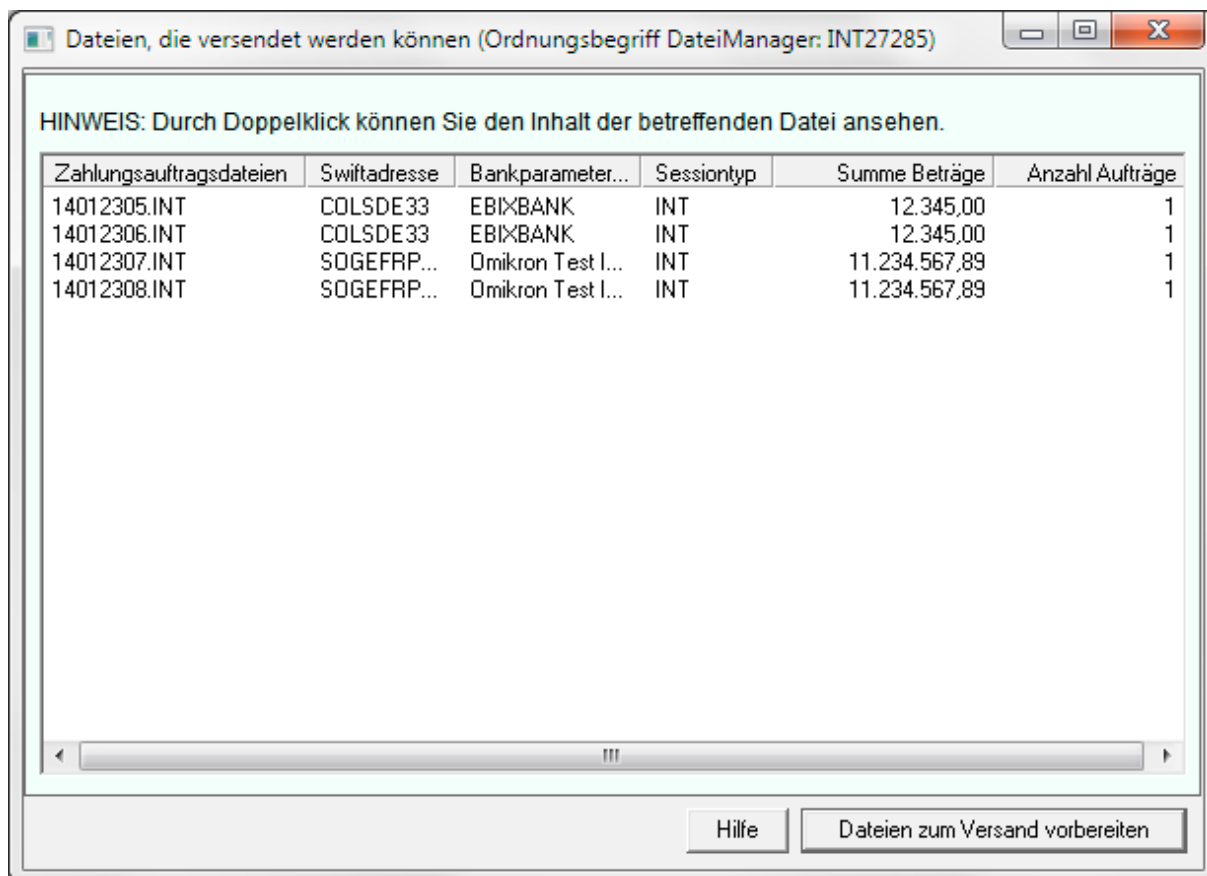 Dateien, die versendet werden können (Ordnungsbegriff DateiManager: INT27285)
HINWEIS: Durch Doppelklick können Sie den Inhalt der betreffenden Datei ansehen.
Zahlungsauftragsdateien Swiftadresse Bankparameter... Sessiontyp Summe Beträge Anzahl Aufträge
14012305.INT COLSDE33 EBIXBANK INT 12.345,00 1
14012306.INT COLSDE33 EBIXBANK INT 12.345,00 1
14012307.INT SOGEFRP... Omikron Test I... INT 11.234.567,89 1
14012308.INT SOGEFRP... Omikron Test I... INT 11.234.567,89 1
Hilfe Dateien zum Versand vorbereiten